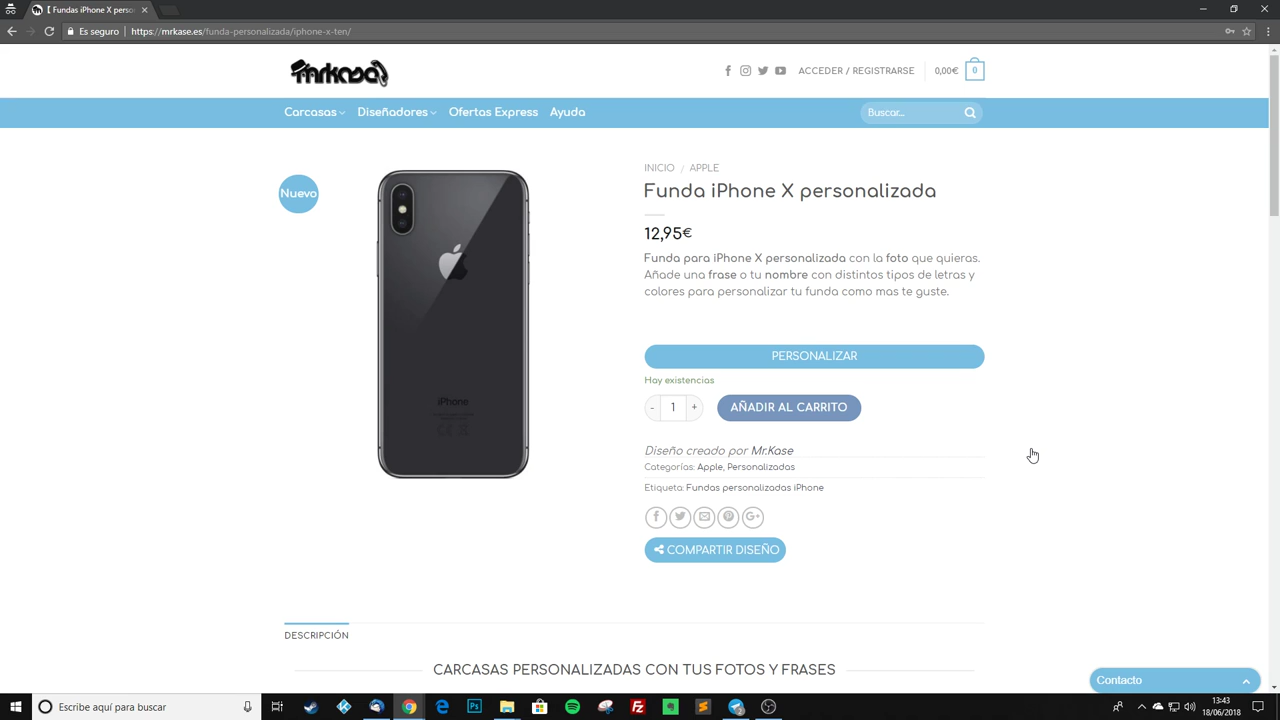 [ Fundas iPhone X perso
Es seguro | https://mrkase.es/funda-personalizada/iphone-x-ten/
mrkase
ACCEDER / REGISTRARSE
0,00€
0
Carcasas
Diseñadores
Ofertas Express
Ayuda
Buscar...
Nuevo
iPhone
INICIO / APPLE
Funda iPhone X personalizada
12,95€
Funda para iPhone X personalizada con la foto que quieras.
Añade una frase o tu nombre con distintos tipos de letras y
colores para personalizar tu funda como mas te guste.
PERSONALIZAR
Hay existencias
- 1 +
AÑADIR AL CARRITO
Diseño creado por Mr.Kase
Categorías: Apple, Personalizadas
Etiqueta: Fundas personalizadas iPhone
COMPARTIR DISEÑO
DESCRIPCIÓN
CARCASAS PERSONALIZADAS CON TUS FOTOS Y FRASES
Contacto
Escribe aquí para buscar
13:43
18/06/2018